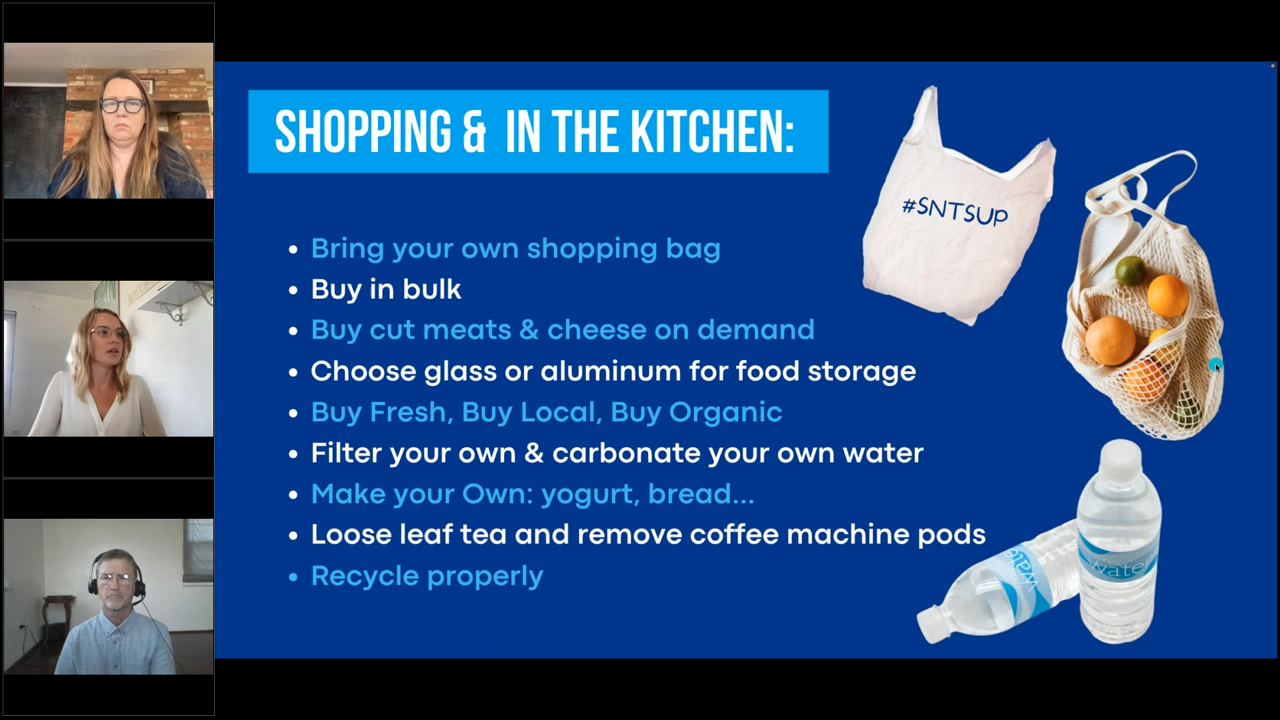 SHOPPING & IN THE KITCHEN:
#SNTSUP
• Bring your own shopping bag
• Buy in bulk
• Buy cut meats & cheese on demand
• Choose glass or aluminum for food storage
• Buy Fresh, Buy Local, Buy Organic
• Filter your own & carbonate your own water
• Make your Own: yogurt, bread...
• Loose leaf tea and remove coffee machine pods
• Recycle properly
Water